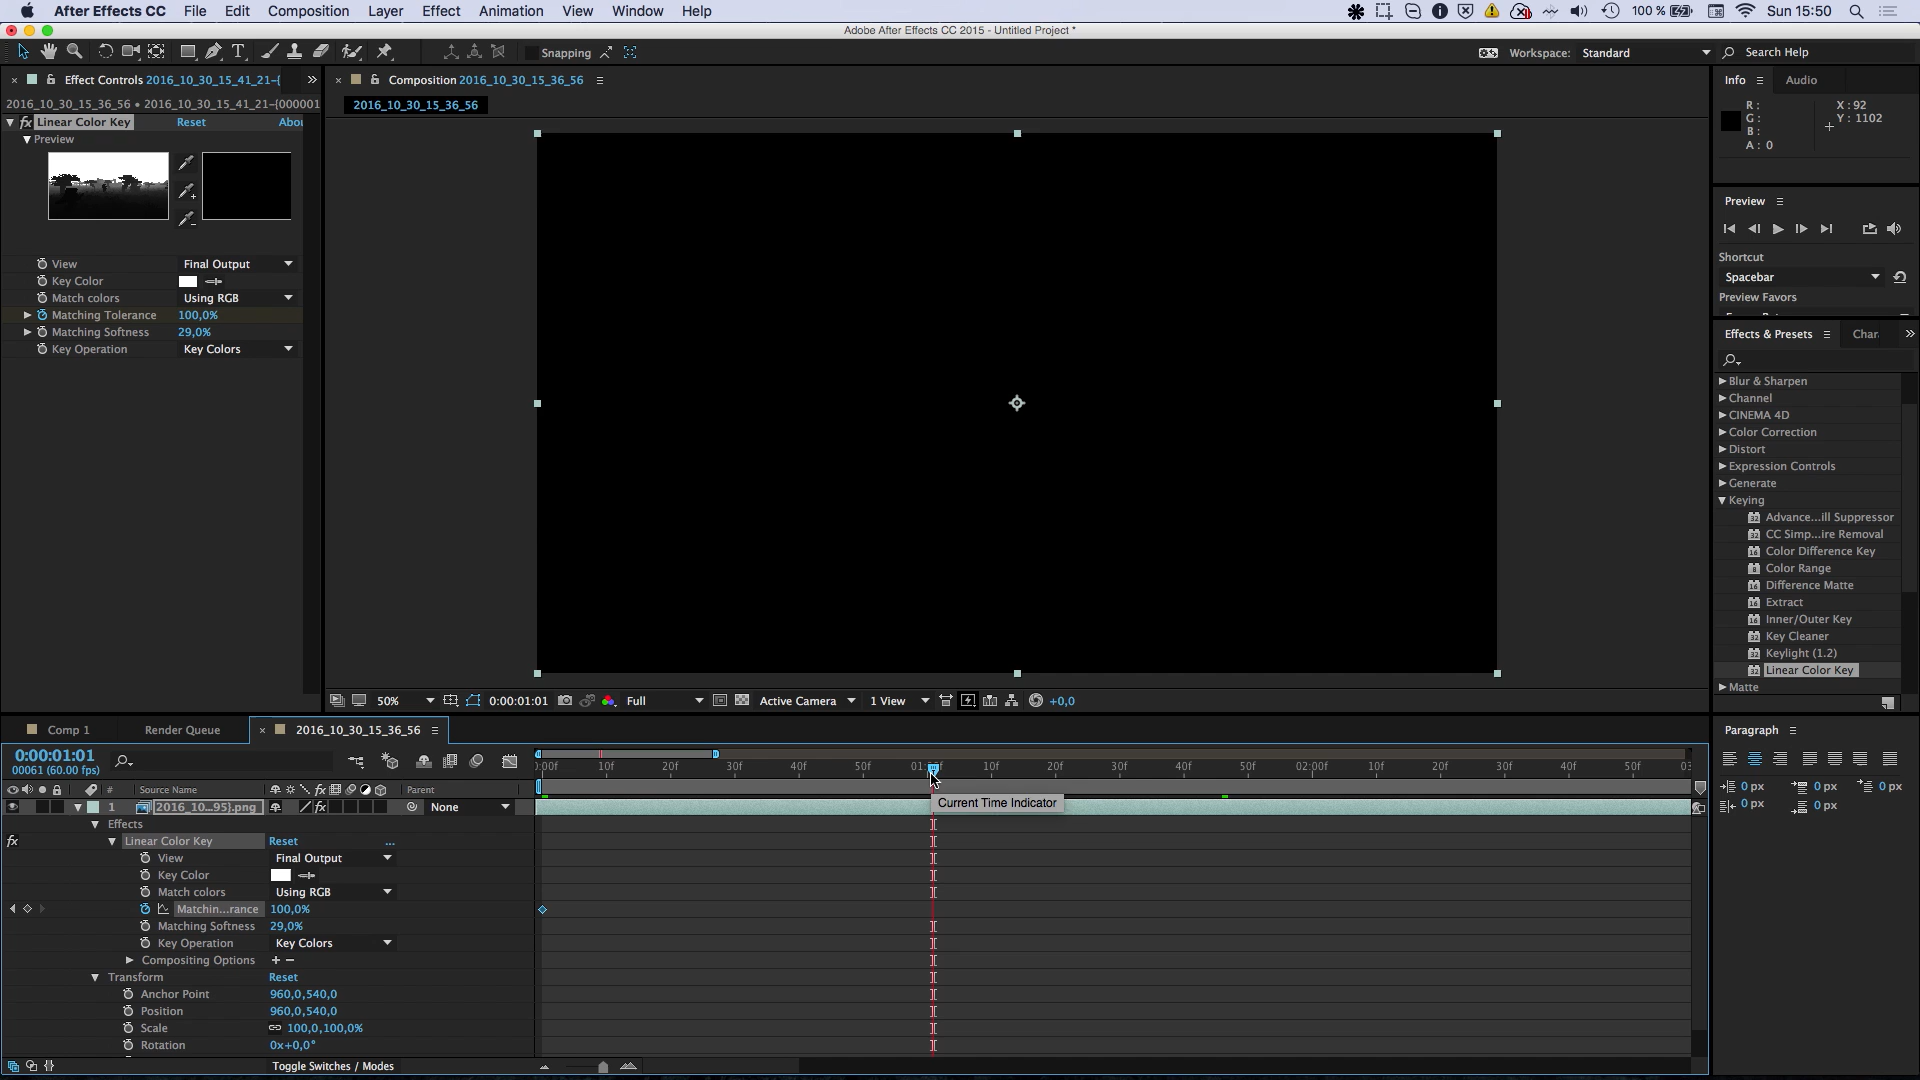 After Effects CC File Edit Composition Layer Effect Animation View Window Help 100 % Sun 15:50
Adobe After Effects CC 2015 - Untitled Project *
Snapping Workspace: Standard Search Help
Effect Controls 2016_10_30_15_41_21-{
2016_10_30_15_36_56 • 2016_10_30_15_41_21-{000001
fx Linear Color Key Reset Abou
Preview
View Final Output
Key Color
Match colors Using RGB
Matching Tolerance 100,0%
Matching Softness 29,0%
Key Operation Key Colors
Composition 2016_10_30_15_36_56
2016_10_30_15_36_56
50% 0:00:01:01 Full Active Camera 1 View +0,0
Info Audio
R: X: 92
G: Y: 1102
B:
A: 0
Preview
Shortcut
Spacebar
Preview Favors
Effects & Presets Char
Blur & Sharpen
Channel
CINEMA 4D
Color Correction
Distort
Expression Controls
Generate
Keying
Advance...ill Suppressor
CC Simp...ire Removal
Color Difference Key
Color Range
Difference Matte
Extract
Inner/Outer Key
Key Cleaner
Keylight (1.2)
Linear Color Key
Matte
Paragraph
0 px 0 px 0 px
0 px 0 px
Comp 1 Render Queue 2016_10_30_15_36_56
0:00:01:01
00061 (60.00 fps)
# Source Name fx Parent
1 2016_10...95}.png fx None
Effects
fx Linear Color Key Reset ...
View Final Output
Key Color
Match colors Using RGB
Matchin...rance 100,0%
Matching Softness 29,0%
Key Operation Key Colors
Compositing Options + −
Transform Reset
Anchor Point 960,0,540,0
Position 960,0,540,0
Scale 100,0,100,0%
Rotation 0x+0,0°
Toggle Switches / Modes
:00f 10f 20f 30f 40f 50f 10f 20f 30f 40f 50f 02:00f 10f 20f 30f 40f 50f 03
Current Time Indicator